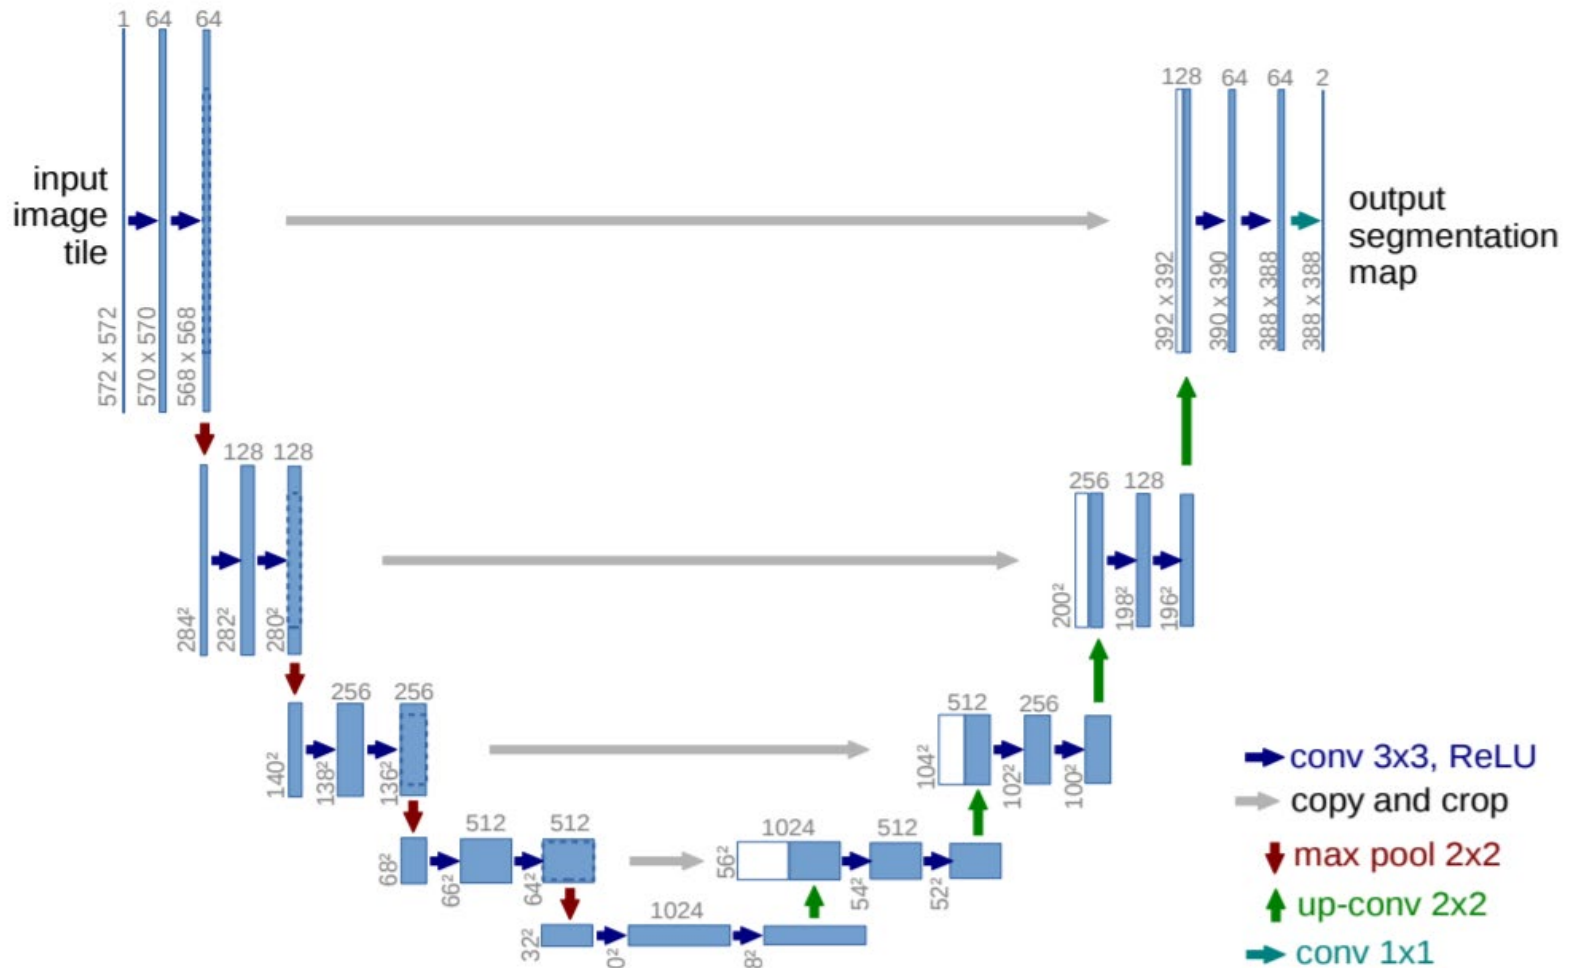 1 64 64
128 64 64 2
input
image
tile
572 x 572
570 x 570
568 x 568
392 x 392
390 x 390
388 x 388
388 x 388
output
segmentation
map
128 128
284²
282²
280²
256 128
200²
198²
196²
256 256
140²
138²
136²
512 256
104²
102²
100²
512 512
68²
66²
64²
1024 512
56²
54²
52²
1024
32²
0²
8²
conv 3x3, ReLU
copy and crop
max pool 2x2
up-conv 2x2
conv 1x1